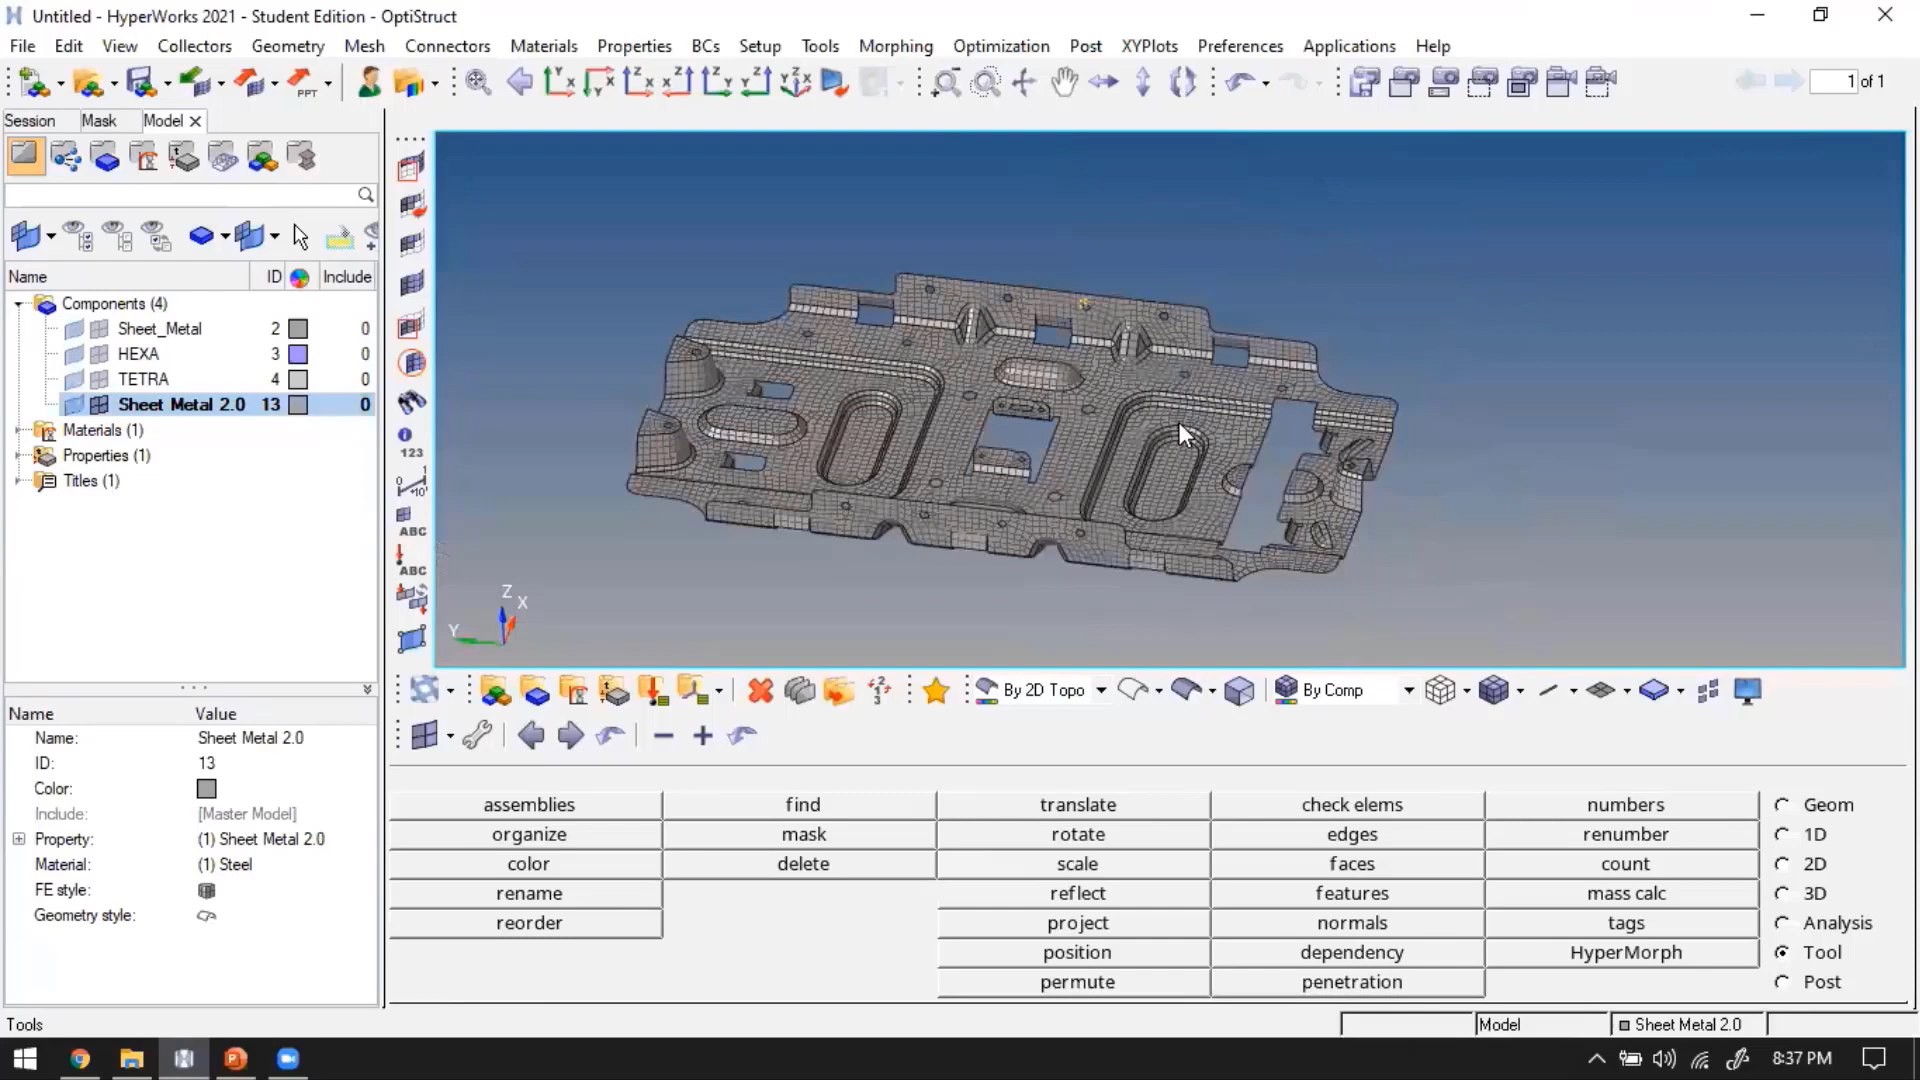 Untitled - HyperWorks 2021 - Student Edition - OptiStruct
File Edit View Collectors Geometry Mesh Connectors Materials Properties BCs Setup Tools Morphing Optimization Post XYPlots Preferences Applications Help
PPT
1 of 1
Session Mask Model
Name ID Include
Components (4)
Sheet_Metal 2 0
HEXA 3 0
TETRA 4 0
Sheet Metal 2.0 13 0
Materials (1)
Properties (1)
Titles (1)
123
ABC
ABC
Z
X
Y
By 2D Topo By Comp
Name Value
Name: Sheet Metal 2.0
ID: 13
Color:
Include: [Master Model]
Property: (1) Sheet Metal 2.0
Material: (1) Steel
FE style:
Geometry style:
assemblies find translate check elems numbers Geom
organize mask rotate edges renumber 1D
color delete scale faces count 2D
rename reflect features mass calc 3D
reorder project normals tags Analysis
position dependency HyperMorph Tool
permute penetration Post
Tools Model Sheet Metal 2.0
8:37 PM